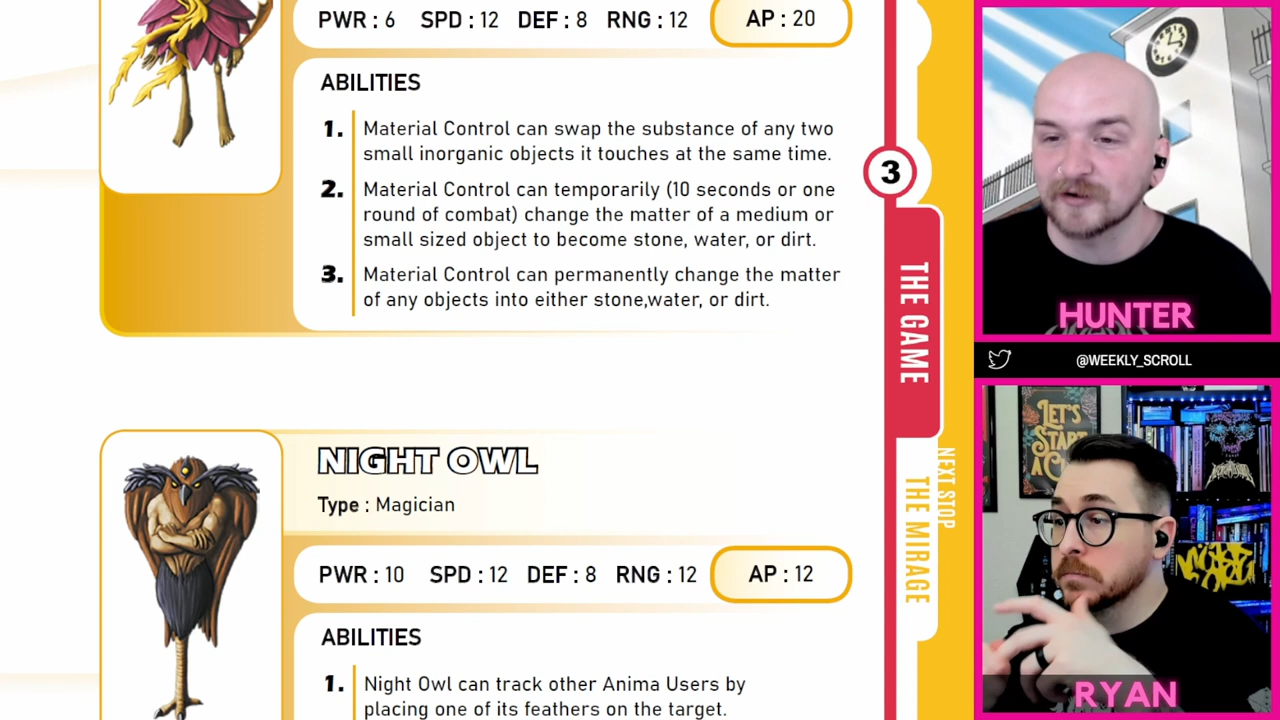 PWR : 6 SPD : 12 DEF : 8 RNG : 12 AP : 20
ABILITIES
1. Material Control can swap the substance of any two
small inorganic objects it touches at the same time.
2. Material Control can temporarily (10 seconds or one
round of combat) change the matter of a medium or
small sized object to become stone, water, or dirt.
3. Material Control can permanently change the matter
of any objects into either stone,water, or dirt.
NIGHT OWL
Type : Magician
PWR : 10 SPD : 12 DEF : 8 RNG : 12 AP : 12
ABILITIES
1. Night Owl can track other Anima Users by
placing one of its feathers on the target.
3
THE GAME
NEXT STOP
THE MIRAGE
HUNTER
@WEEKLY_SCROLL
LET'S
START
A C
RYAN